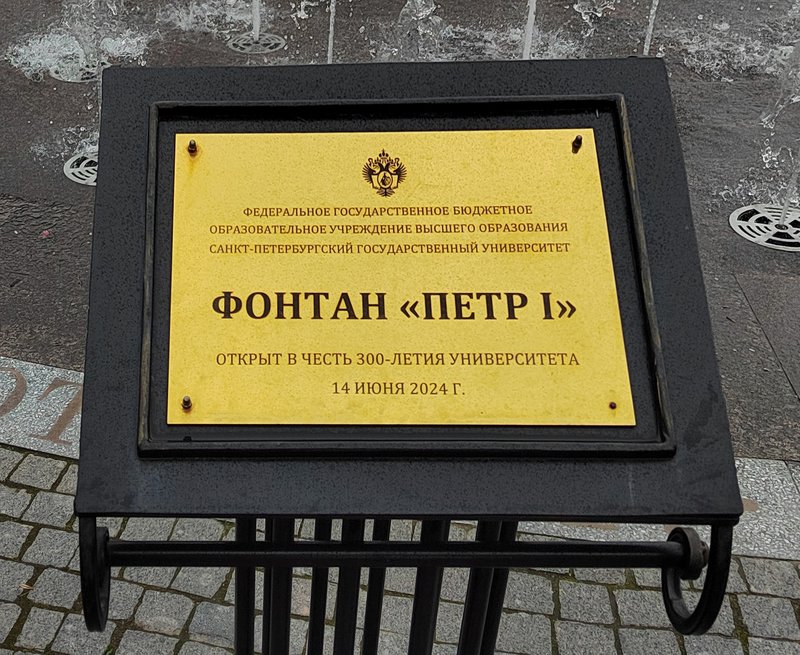 ФЕДЕРАЛЬНОЕ ГОСУДАРСТВЕННОЕ БЮДЖЕТНОЕ
ОБРАЗОВАТЕЛЬНОЕ УЧРЕЖДЕНИЕ ВЫСШЕГО ОБРАЗОВАНИЯ
САНКТ-ПЕТЕРБУРГСКИЙ ГОСУДАРСТВЕННЫЙ УНИВЕРСИТЕТ
ФОНТАН «ПЕТР I»
ОТКРЫТ В ЧЕСТЬ 300-ЛЕТИЯ УНИВЕРСИТЕТА
14 ИЮНЯ 2024 Г.